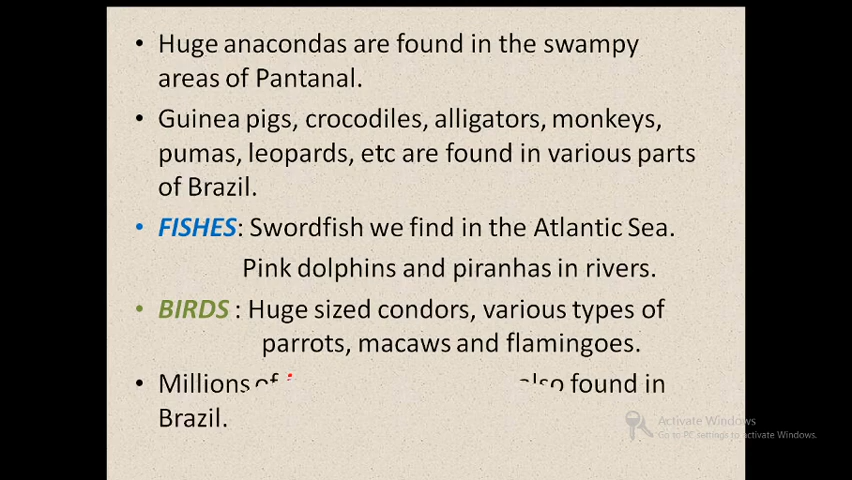 • Huge anacondas are found in the swampy
areas of Pantanal.
• Guinea pigs, crocodiles, alligators, monkeys,
pumas, leopards, etc are found in various parts
of Brazil.
• FISHES: Swordfish we find in the Atlantic Sea.
Pink dolphins and piranhas in rivers.
• BIRDS : Huge sized condors, various types of
parrots, macaws and flamingoes.
• Millions of also found in
Brazil.
Activate Windows
Go to PC settings to activate Windows.